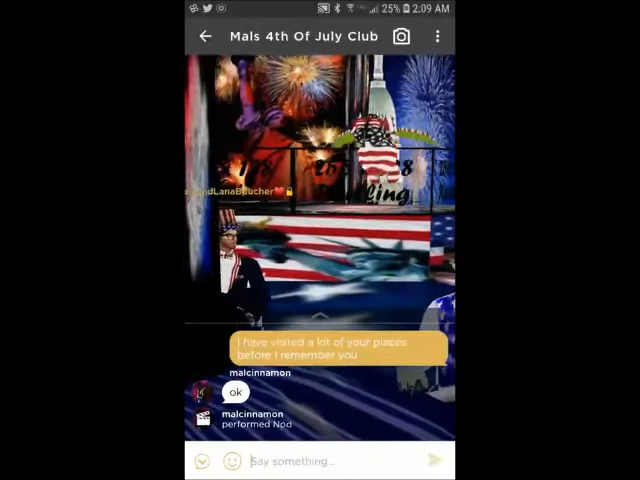 25% 2:09 AM
Mals 4th Of July Club
ndLanaBoucher
I have visited a lot of your places
before I remember you
malcinnamon
ok
malcinnamon
performed Nod
Say something...